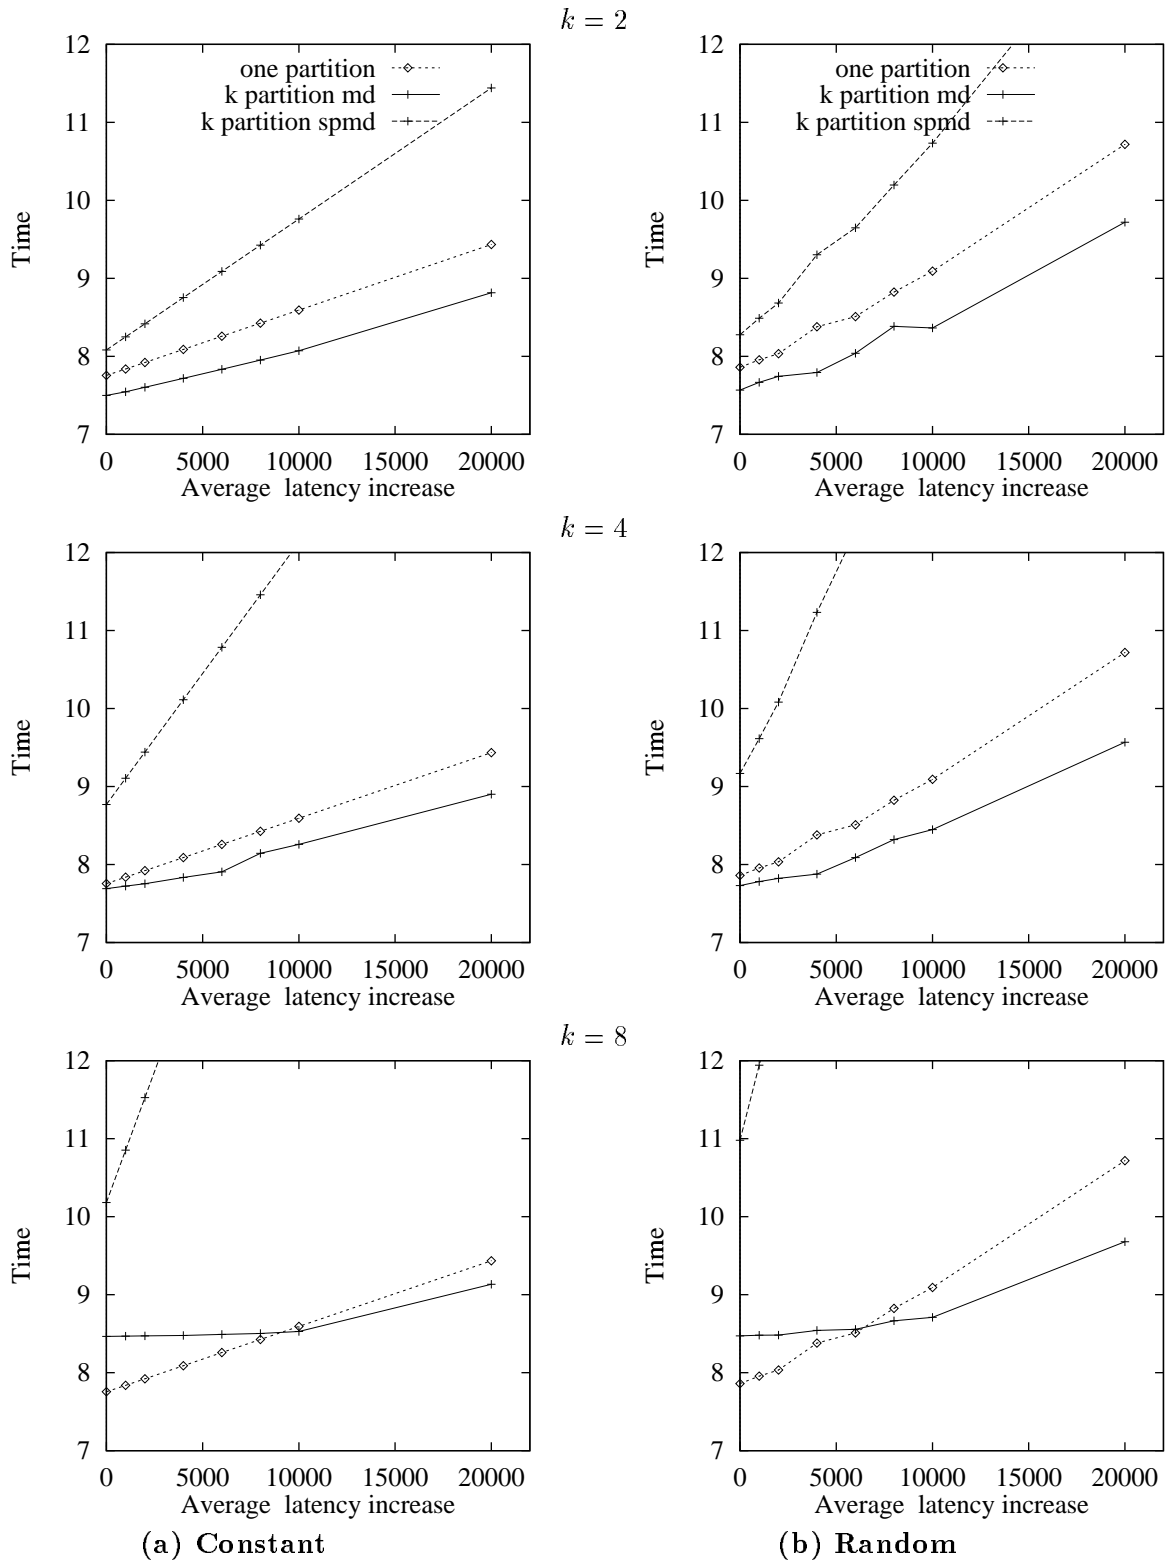 k = 2
12
11
10
9
8
7
Time
one partition
k partition md
k partition spmd
0 5000 10000 15000 20000
Average latency increase
12
11
10
9
8
7
Time
one partition
k partition md
k partition spmd
0 5000 10000 15000 20000
Average latency increase
k = 4
12
11
10
9
8
7
Time
0 5000 10000 15000 20000
Average latency increase
12
11
10
9
8
7
Time
0 5000 10000 15000 20000
Average latency increase
k = 8
12
11
10
9
8
7
Time
0 5000 10000 15000 20000
Average latency increase
(a) Constant
12
11
10
9
8
7
Time
0 5000 10000 15000 20000
Average latency increase
(b) Random